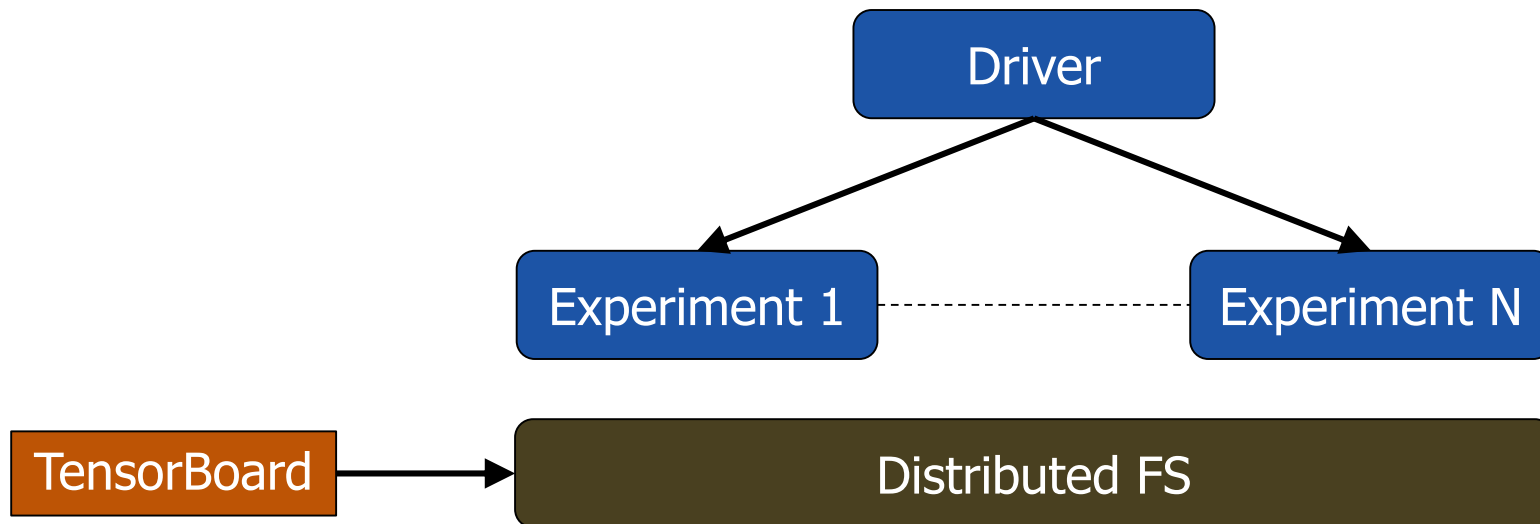 Driver
Experiment 1
Experiment N
TensorBoard
Distributed FS